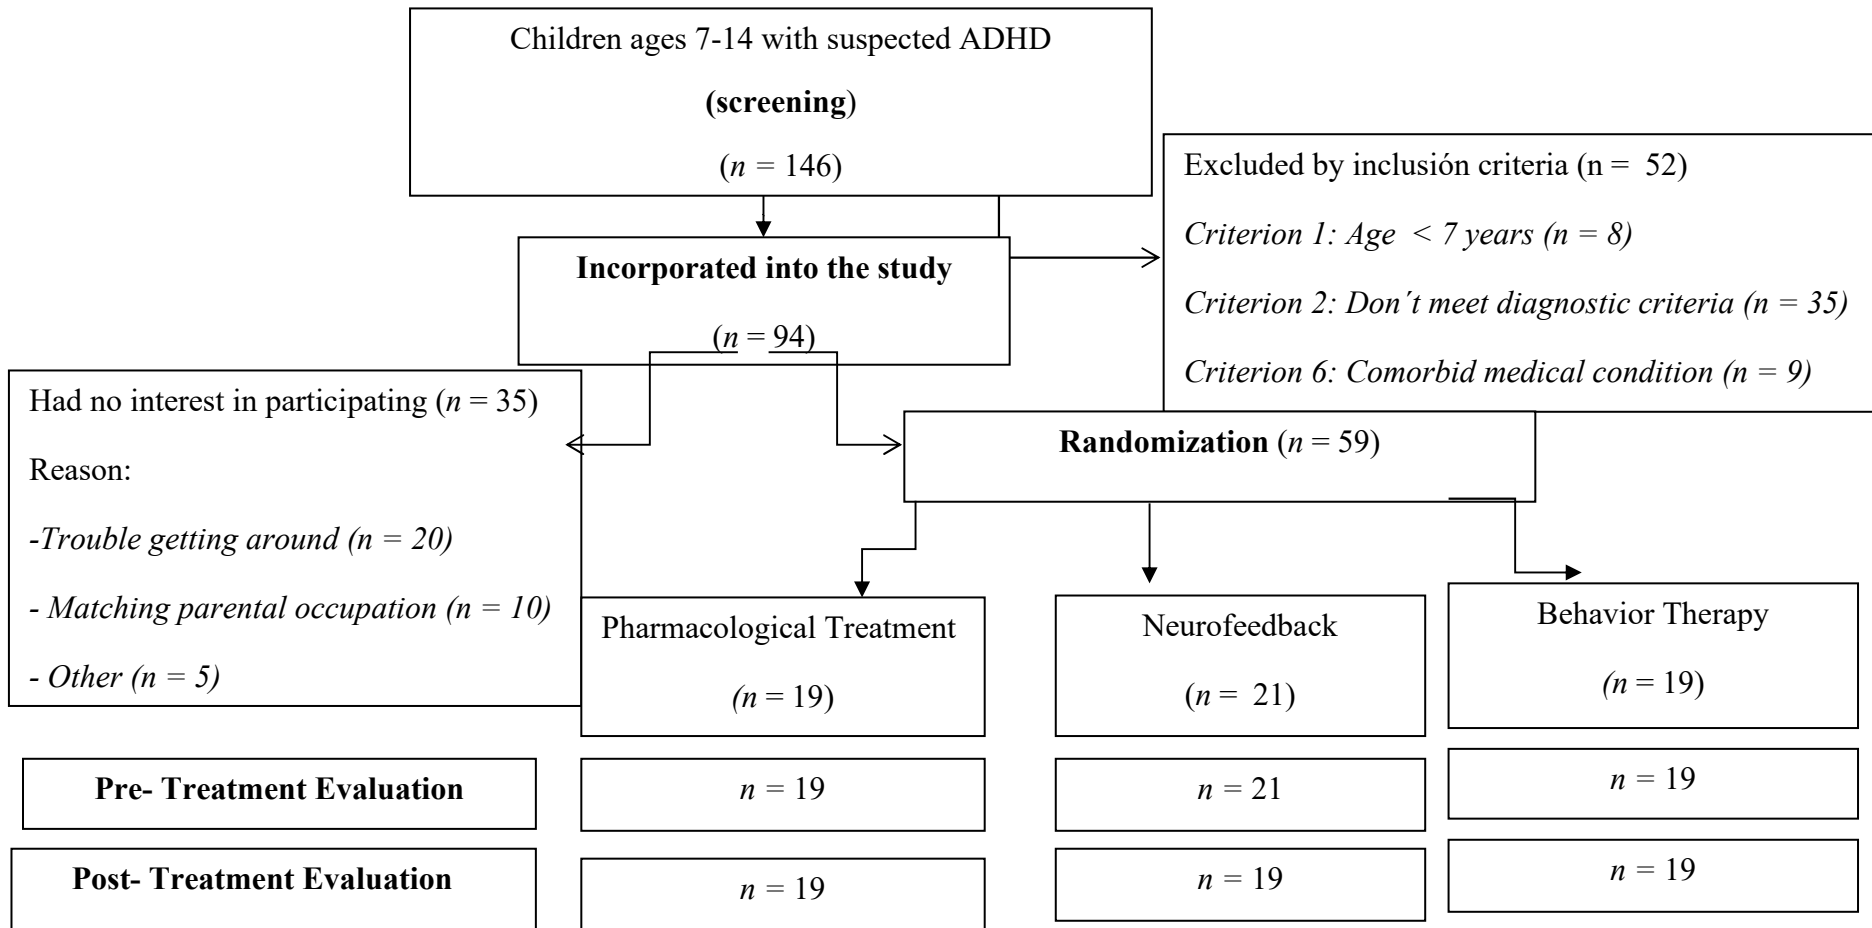 Children ages 7-14 with suspected ADHD
(screening)
(n = 146)
Excluded by inclusión criteria (n = 52)
Criterion 1: Age < 7 years (n = 8)
Criterion 2: Don´t meet diagnostic criteria (n = 35)
Criterion 6: Comorbid medical condition (n = 9)
Incorporated into the study
(n = 94)
Had no interest in participating (n = 35)
Reason:
-Trouble getting around (n = 20)
- Matching parental occupation (n = 10)
- Other (n = 5)
Randomization (n = 59)
Pharmacological Treatment
(n = 19)
Neurofeedback
(n = 21)
Behavior Therapy
(n = 19)
Pre- Treatment Evaluation
n = 19
n = 21
n = 19
Post- Treatment Evaluation
n = 19
n = 19
n = 19